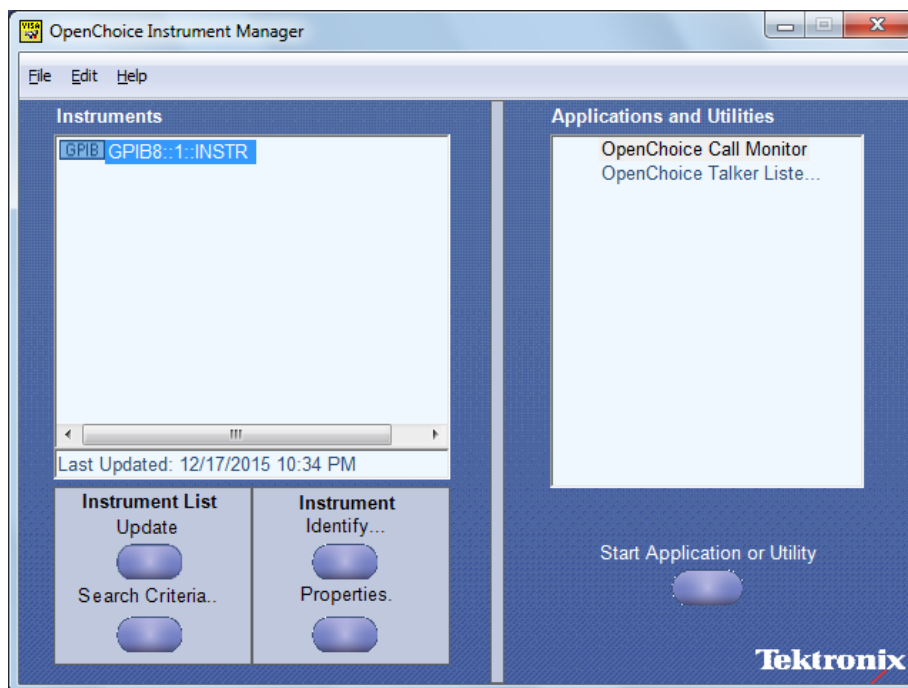 VISA
OpenChoice Instrument Manager
File Edit Help
Instruments
GPIB GPIB8::1::INSTR
Last Updated: 12/17/2015 10:34 PM
Instrument List
Update
Search Criteria..
Instrument
Identify...
Properties.
Applications and Utilities
OpenChoice Call Monitor
OpenChoice Talker Liste...
Start Application or Utility
Tektronix